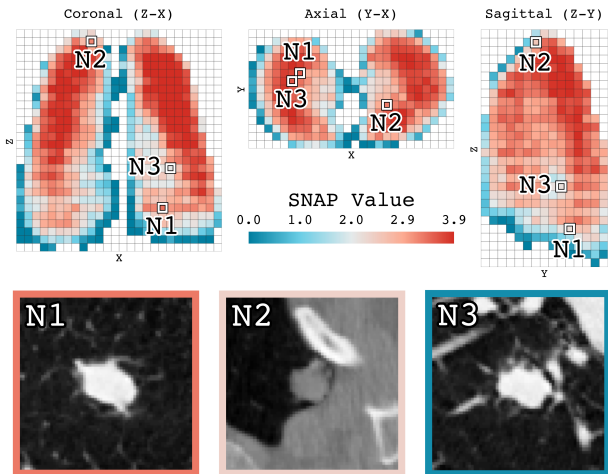 Coronal (Z-X)
Axial (Y-X)
Sagittal (Z-Y)
N2
N3
N1
Z
X
N1
N3
N2
Y
X
N2
N3
N1
Z
Y
SNAP Value
0.0 1.0 2.0 2.9 3.9
N1
N2
N3